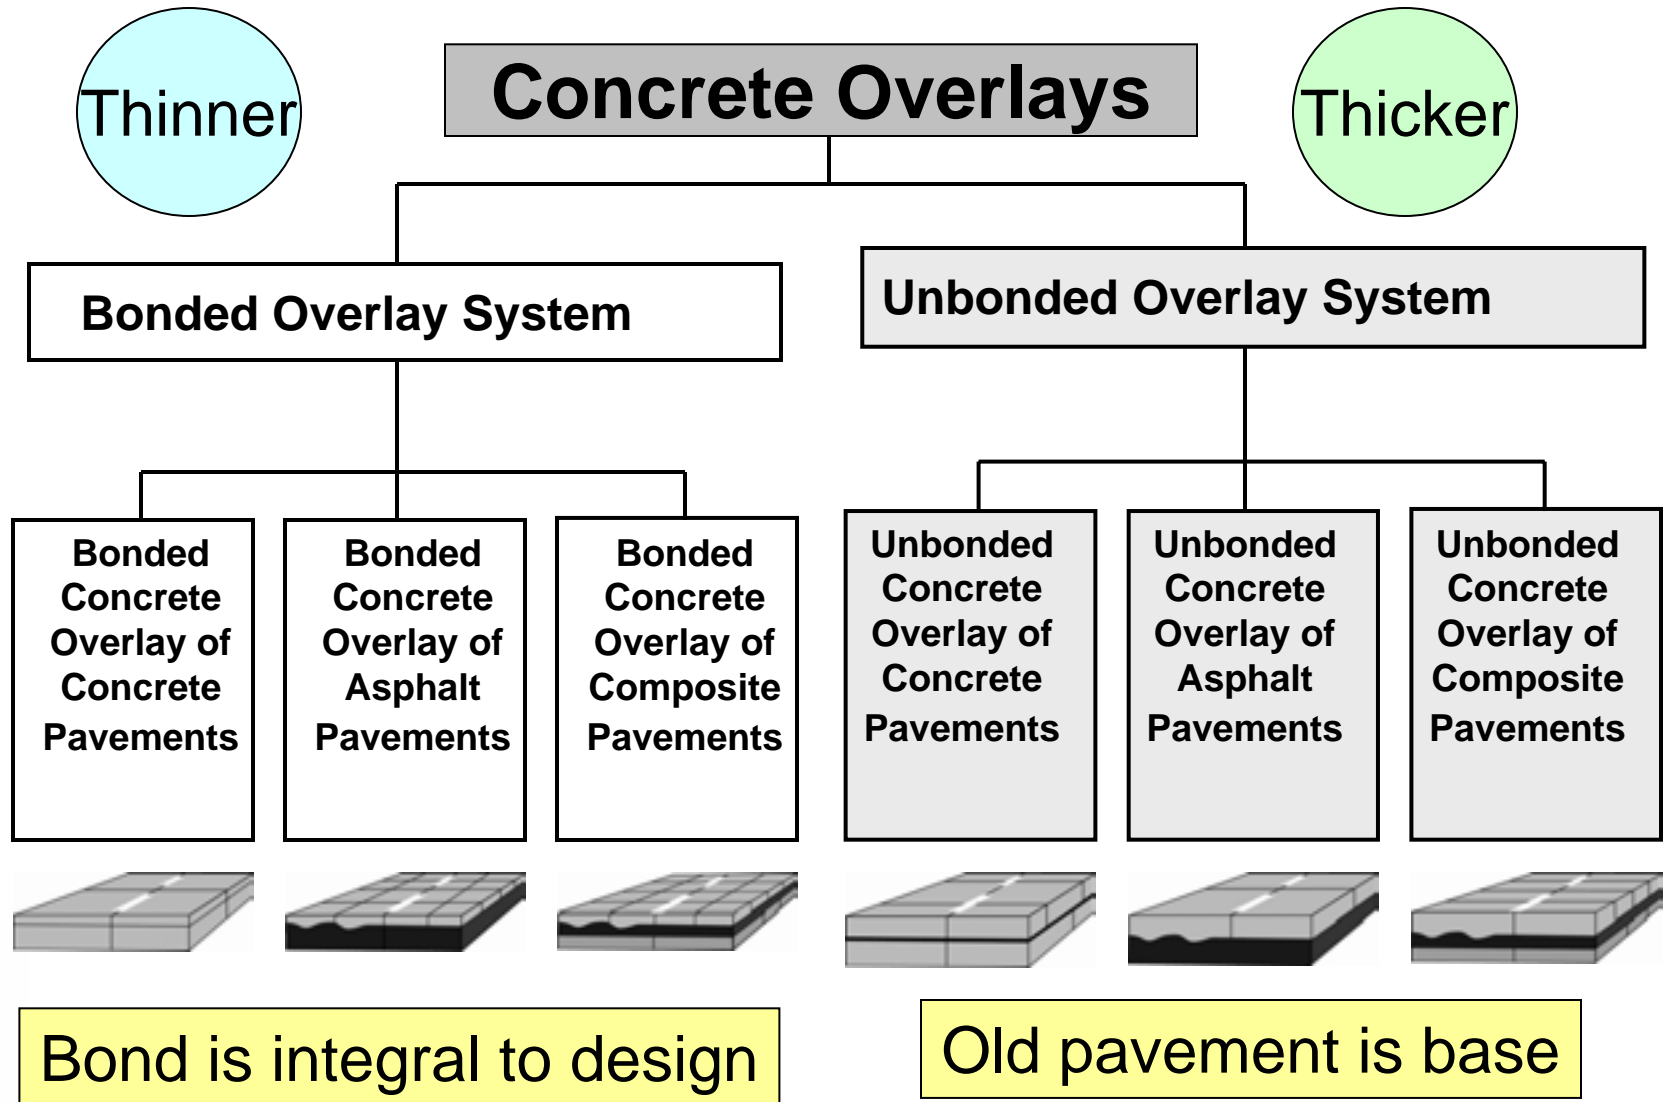 Thinner
Concrete Overlays
Thicker
Bonded Overlay System
Unbonded Overlay System
Bonded
Concrete
Overlay of
Concrete
Pavements
Bonded
Concrete
Overlay of
Asphalt
Pavements
Bonded
Concrete
Overlay of
Composite
Pavements
Unbonded
Concrete
Overlay of
Concrete
Pavements
Unbonded
Concrete
Overlay of
Asphalt
Pavements
Unbonded
Concrete
Overlay of
Composite
Pavements
Bond is integral to design
Old pavement is base